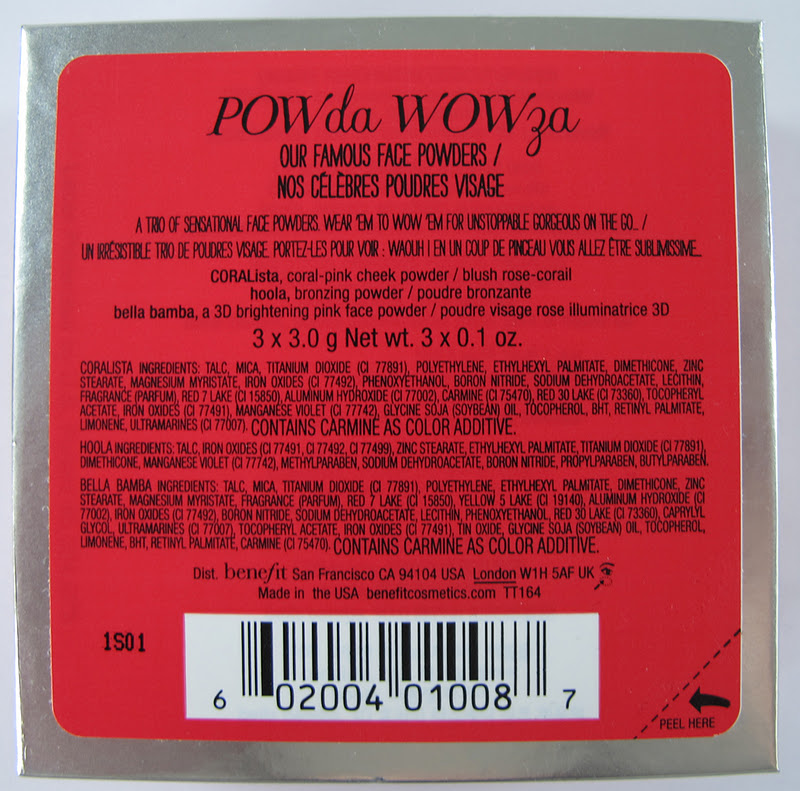 POWda WOWza
OUR FAMOUS FACE POWDERS /
NOS CÉLÈBRES POUDRES VISAGE
A TRIO OF SENSATIONAL FACE POWDERS. WEAR 'EM TO WOW 'EM FOR UNSTOPPABLE GORGEOUS ON THE GO... /
UN IRRÉSISTIBLE TRIO DE POUDRES VISAGE. PORTEZ-LES POUR VOIR : WAOUH ! EN UN COUP DE PINCEAU VOUS ALLEZ ÊTRE SUBLIMISSIME...
CORALista, coral-pink cheek powder / blush rose-corail
hoola, bronzing powder / poudre bronzante
bella bamba, a 3D brightening pink face powder / poudre visage rose illuminatrice 3D
3 x 3.0 g Net wt. 3 x 0.1 oz.
CORALISTA INGREDIENTS: TALC, MICA, TITANIUM DIOXIDE (CI 77891), POLYETHYLENE, ETHYLHEXYL PALMITATE, DIMETHICONE, ZINC
STEARATE, MAGNESIUM MYRISTATE, IRON OXIDES (CI 77492), PHENOXYETHANOL, BORON NITRIDE, SODIUM DEHYDROACETATE, LECITHIN,
FRAGRANCE (PARFUM), RED 7 LAKE (CI 15850), ALUMINUM HYDROXIDE (CI 77002), CARMINE (CI 75470), RED 30 LAKE (CI 73360), TOCOPHERYL
ACETATE, IRON OXIDES (CI 77491), MANGANESE VIOLET (CI 77742), GLYCINE SOJA (SOYBEAN) OIL, TOCOPHEROL, BHT, RETINYL PALMITATE,
LIMONENE, ULTRAMARINES (CI 77007). CONTAINS CARMINE AS COLOR ADDITIVE.
HOOLA INGREDIENTS: TALC, IRON OXIDES (CI 77491, CI 77492, CI 77499), ZINC STEARATE, ETHYLHEXYL PALMITATE, TITANIUM DIOXIDE (CI 77891),
DIMETHICONE, MANGANESE VIOLET (CI 77742), METHYLPARABEN, SODIUM DEHYDROACETATE, BORON NITRIDE, PROPYLPARABEN, BUTYLPARABEN.
BELLA BAMBA INGREDIENTS: TALC, MICA, TITANIUM DIOXIDE (CI 77891), POLYETHYLENE, ETHYLHEXYL PALMITATE, DIMETHICONE, ZINC
STEARATE, MAGNESIUM MYRISTATE, FRAGRANCE (PARFUM), RED 7 LAKE (CI 15850), YELLOW 5 LAKE (CI 19140), ALUMINUM HYDROXIDE (CI
77002), IRON OXIDES (CI 77492), BORON NITRIDE, SODIUM DEHYDROACETATE, LECITHIN, PHENOXYETHANOL, RED 30 LAKE (CI 73360), CAPRYLYL
GLYCOL, ULTRAMARINES (CI 77007), TOCOPHERYL ACETATE, IRON OXIDES (CI 77491), TIN OXIDE, GLYCINE SOJA (SOYBEAN) OIL, TOCOPHEROL,
LIMONENE, BHT, RETINYL PALMITATE, CARMINE (CI 75470). CONTAINS CARMINE AS COLOR ADDITIVE.
Dist. benefit San Francisco CA 94104 USA London W1H 5AF UK
Made in the USA benefitcosmetics.com TT164
1S01
6 02004 01008 7
PEEL HERE